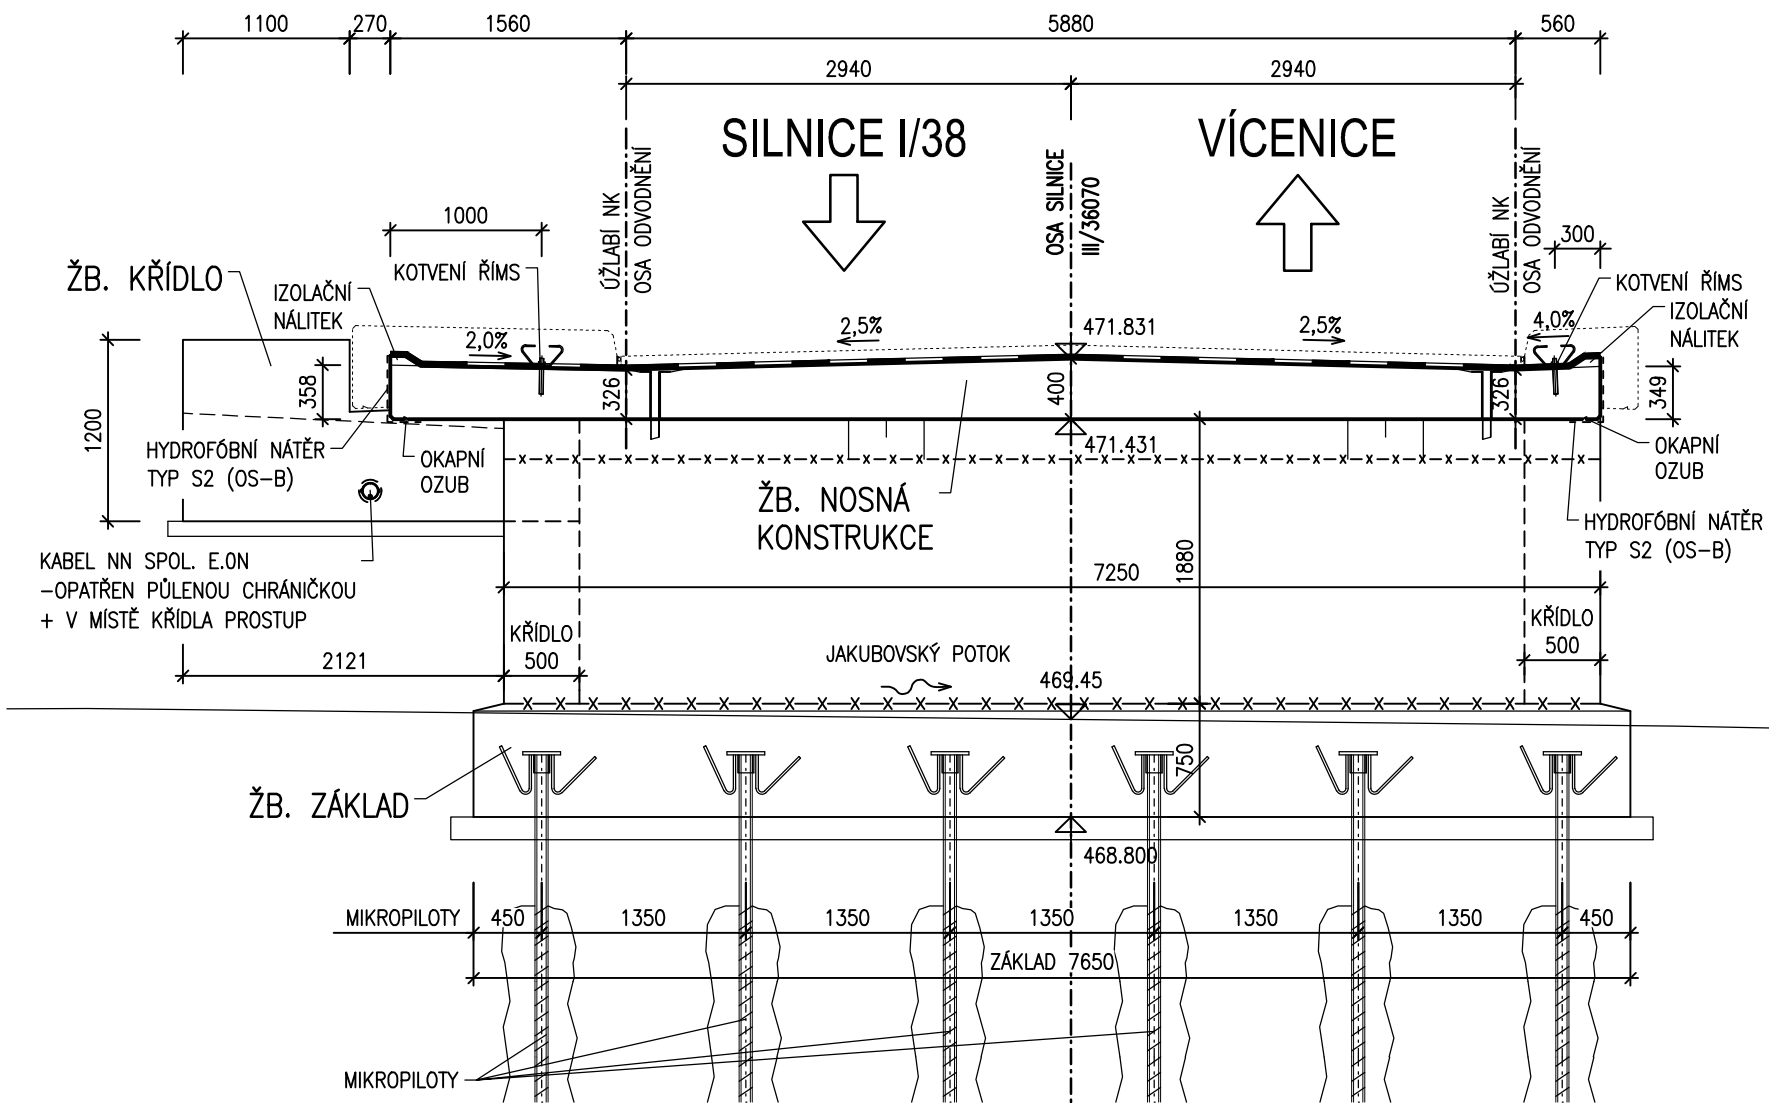 1100 270 1560 5880 560
2940 2940
SILNICE I/38 VÍCENICE
ÚŽLABÍ NK
OSA ODVODNĚNÍ
OSA SILNICE
III/36070
ÚŽLABÍ NK
OSA ODVODNĚNÍ
1000 300
ŽB. KŘÍDLO
KOTVENÍ ŘÍMS
KOTVENÍ ŘÍMS
IZOLAČNÍ
NÁLITEK
IZOLAČNÍ
NÁLITEK
2,0% 2,5% 471.831 2,5% 4,0%
1200 358 326 400 326 349
471.431
HYDROFÓBNÍ NÁTĚR
TYP S2 (OS-B)
OKAPNÍ
OZUB
OKAPNÍ
OZUB
ŽB. NOSNÁ
KONSTRUKCE
HYDROFÓBNÍ NÁTĚR
TYP S2 (OS-B)
KABEL NN SPOL. E.ON
-OPATŘEN PŮLENOU CHRÁNIČKOU
+ V MÍSTĚ KŘÍDLA PROSTUP
7250 1880
KŘÍDLO
500
KŘÍDLO
500
2121
JAKUBOVSKÝ POTOK
469.45
750
ŽB. ZÁKLAD
468.800
MIKROPILOTY 450 1350 1350 1350 1350 1350 450
ZÁKLAD 7650
MIKROPILOTY